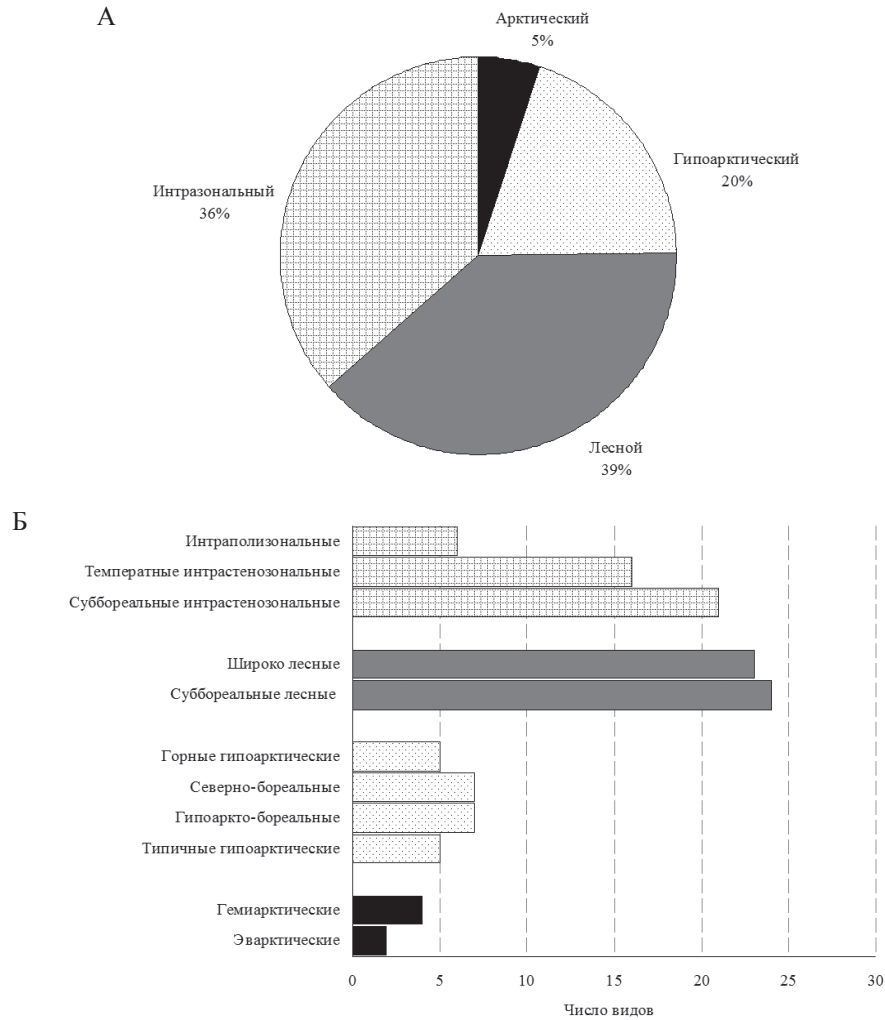 А
Арктический
5%
Гипоарктический
20%
Интразональный
36%
Лесной
39%
Б
Интраполизональные
Температные интрастенозональные
Суббореальные интрастенозональные
Широко лесные
Суббореальные лесные
Горные гипоарктические
Северно-бореальные
Гипоаркто-бореальные
Типичные гипоарктические
Гемиарктические
Эварктические
0 5 10 15 20 25 30
Число видов